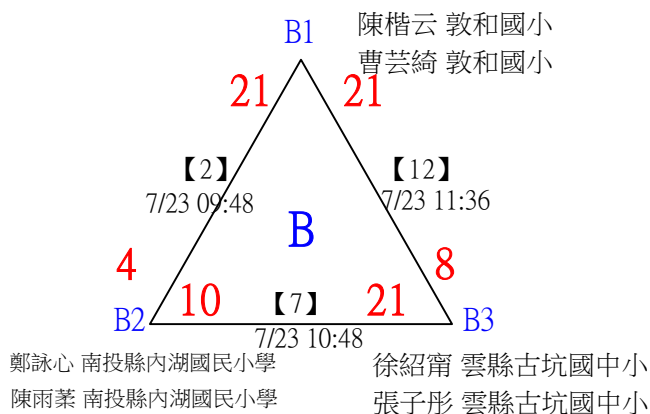 B1
陳楷云 敦和國小
曹芸綺 敦和國小
21
21
【2】
7/23 09:48
【12】
7/23 11:36
B
4
8
10
【7】
21
B2
7/23 10:48
B3
鄭詠心 南投縣內湖國民小學
陳雨葇 南投縣內湖國民小學
徐紹甯 雲縣古坑國中小
張子彤 雲縣古坑國中小